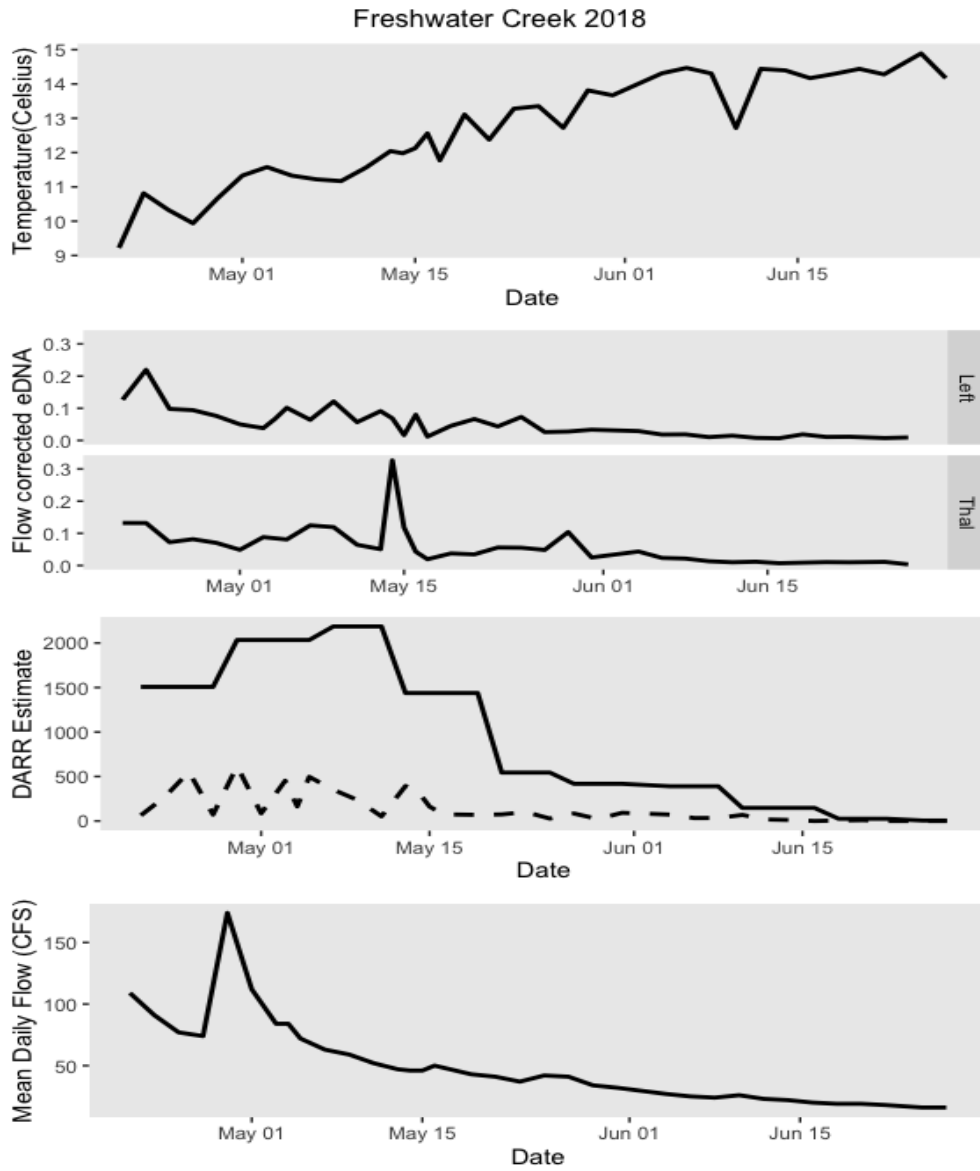 Freshwater Creek 2018
Temperature(Celsius)
15
14
13
12
11
10
9
May 01 May 15 Jun 01 Jun 15
Date
Flow corrected eDNA
0.3
0.2
0.1
0.0
Left
0.3
0.2
0.1
0.0
Thal
May 01 May 15 Jun 01 Jun 15
DARR Estimate
2000
1500
1000
500
0
May 01 May 15 Jun 01 Jun 15
Date
Mean Daily Flow (CFS)
150
100
50
May 01 May 15 Jun 01 Jun 15
Date